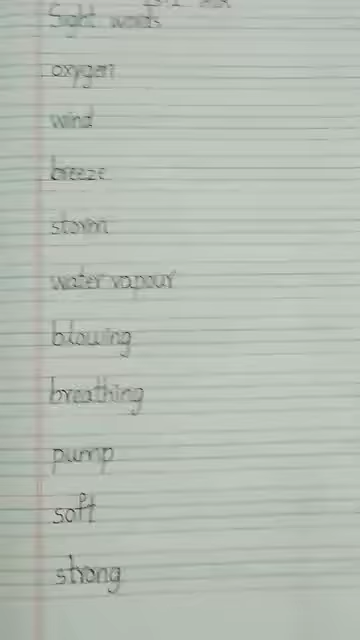 Sight words
oxygen
wind
breeze
storm
water vapour
blowing
breathing
pump
soft
strong